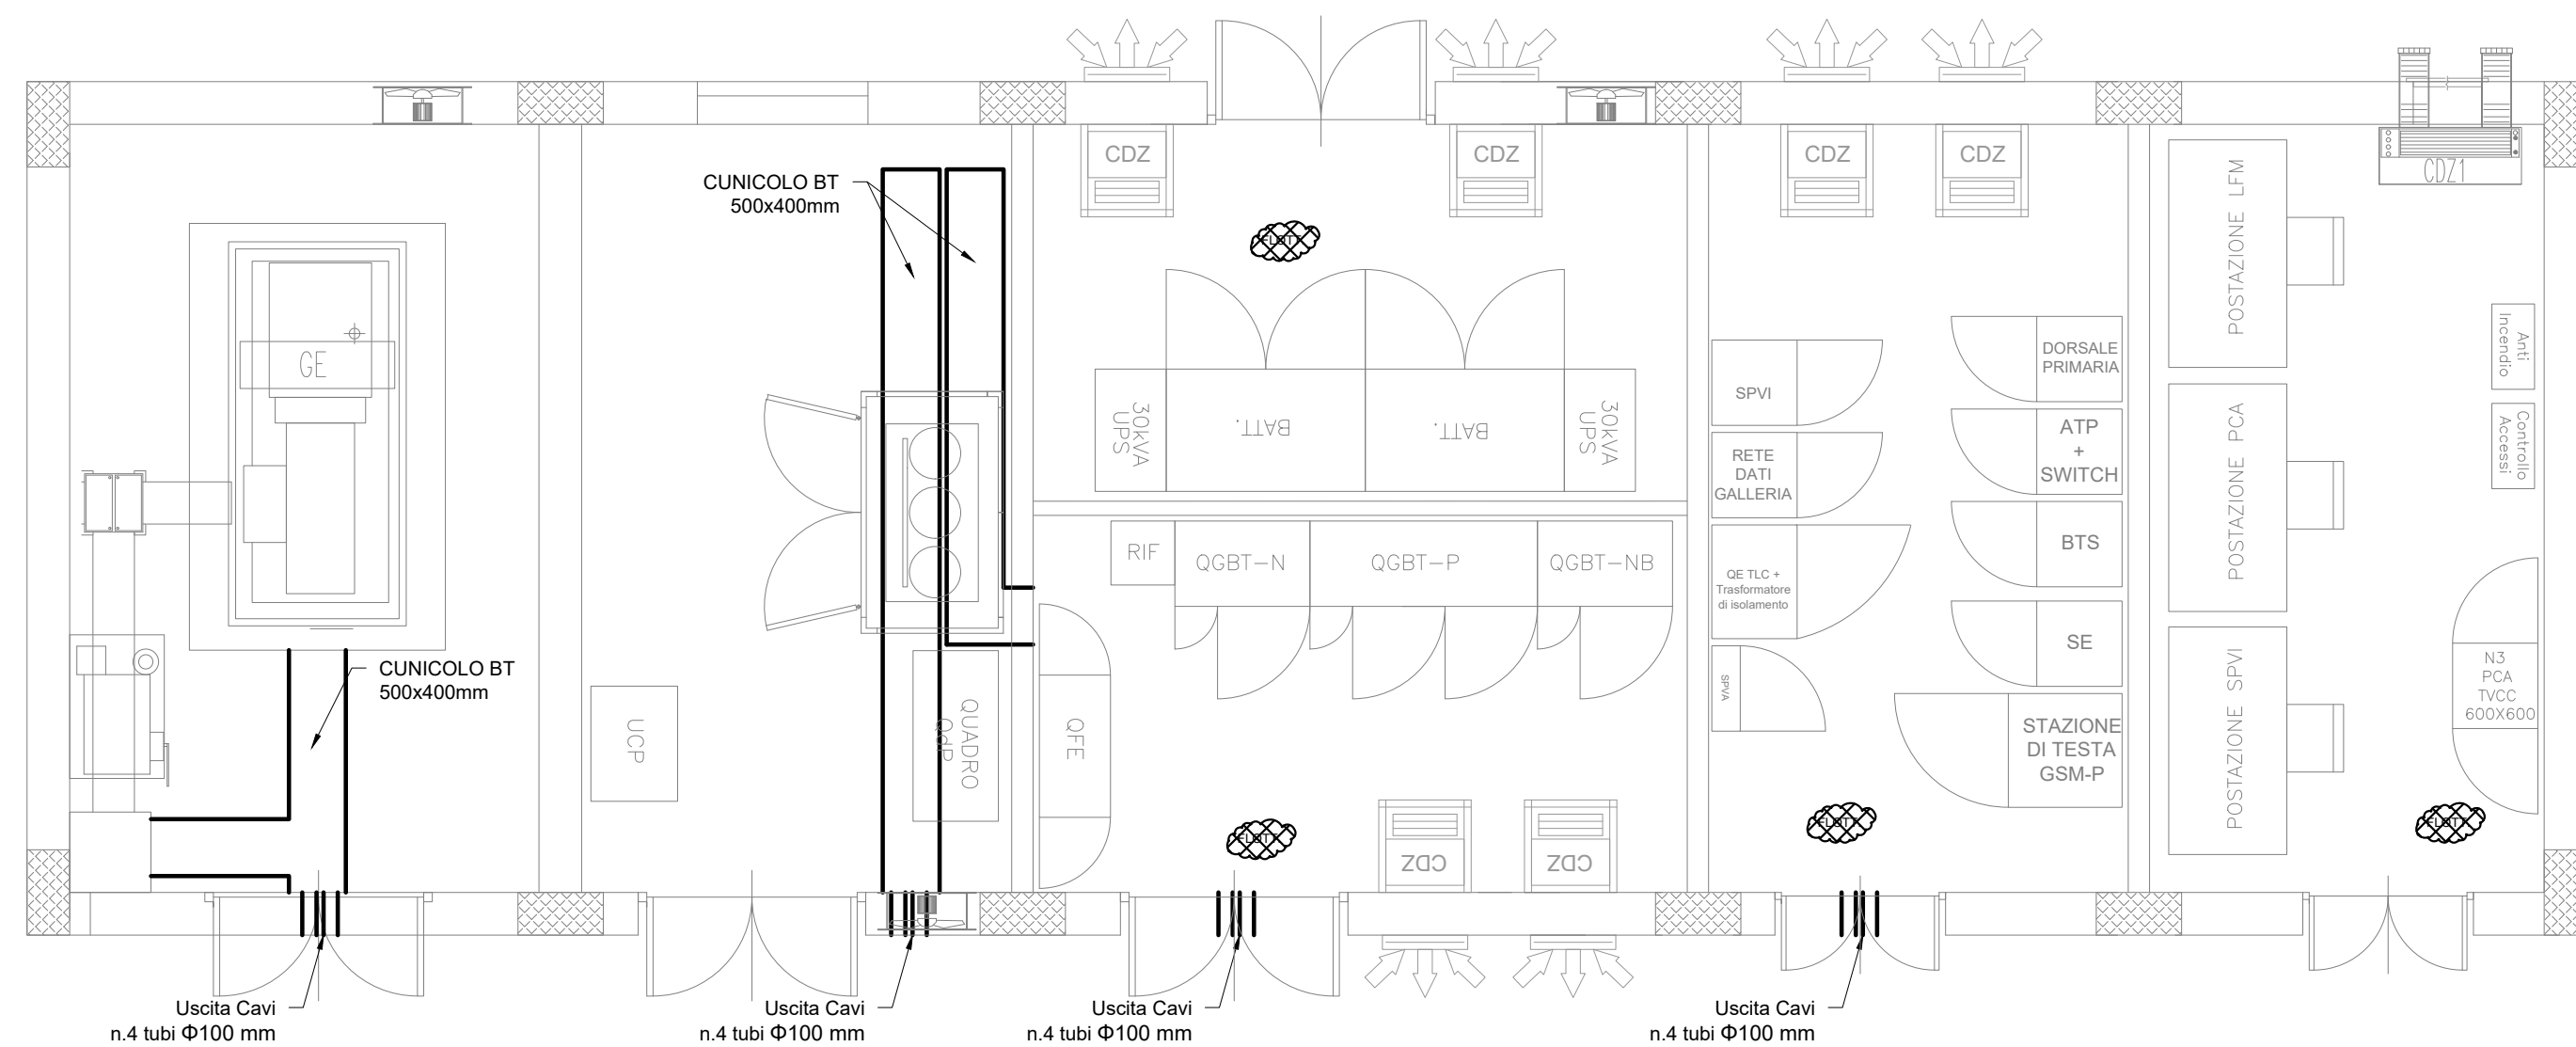 CDZ
CDZ
CDZ
CDZ
CDZ1
CUNICOLO BT
500x400mm
FLOTT.
GE
30kVA
UPS
BATT.
BATT.
30kVA
UPS
SPVI
RETE
DATI
GALLERIA
QE TLC +
Trasformatore
di isolamento
SPVA
DORSALE
PRIMARIA
ATP
+
SWITCH
BTS
SE
STAZIONE
DI TESTA
GSM-P
POSTAZIONE LFM
POSTAZIONE PCA
POSTAZIONE SPVI
Anti
Incendio
Controllo
Accessi
N3
PCA
TVCC
600X600
RIF
QGBT-N
QGBT-P
QGBT-NB
CUNICOLO BT
500x400mm
UCP
QUADRO
QdP
QFE
CDZ
CDZ
FLOTT.
FLOTT.
FLOTT.
Uscita Cavi
n.4 tubi Φ100 mm
Uscita Cavi
n.4 tubi Φ100 mm
Uscita Cavi
n.4 tubi Φ100 mm
Uscita Cavi
n.4 tubi Φ100 mm